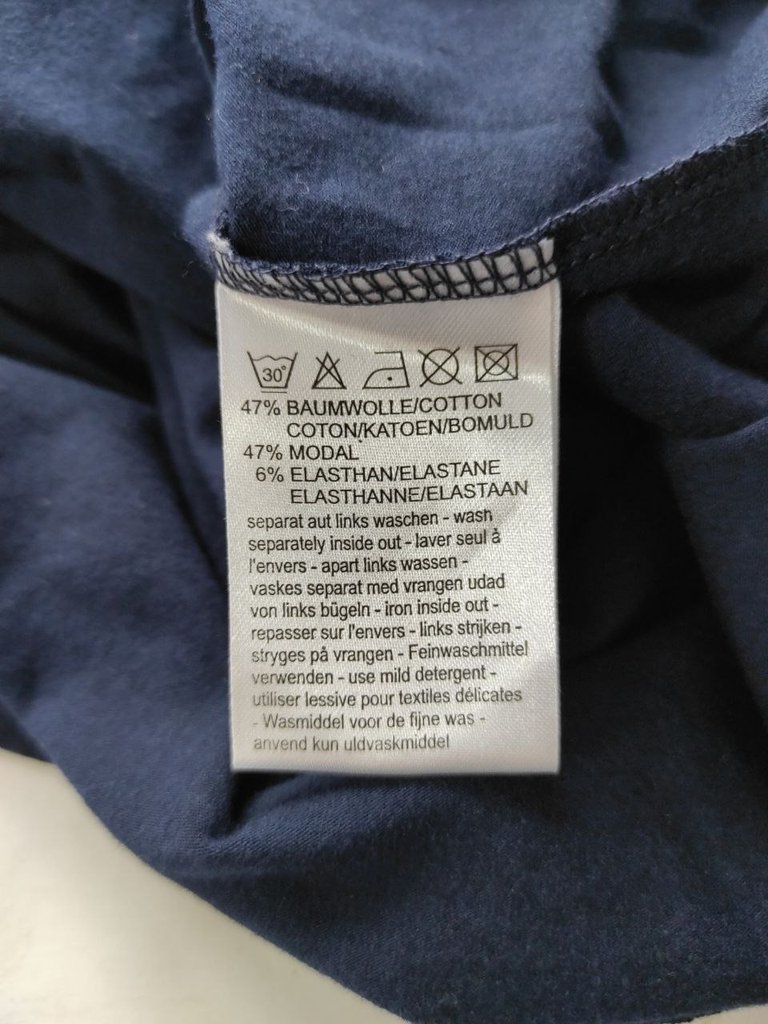 30°
47% BAUMWOLLE/COTTON
COTON/KATOEN/BOMULD
47% MODAL
6% ELASTHAN/ELASTANE
ELASTHANNE/ELASTAAN
separat aut links waschen - wash
separately inside out - laver seul à
l'envers - apart links wassen -
vaskes separat med vrangen udad
von links bügeln - iron inside out -
repasser sur l'envers - links strijken -
stryges på vrangen - Feinwaschmittel
verwenden - use mild detergent -
utiliser lessive pour textiles délicates
- Wasmiddel voor de fijne was -
anvend kun uldvaskmiddel